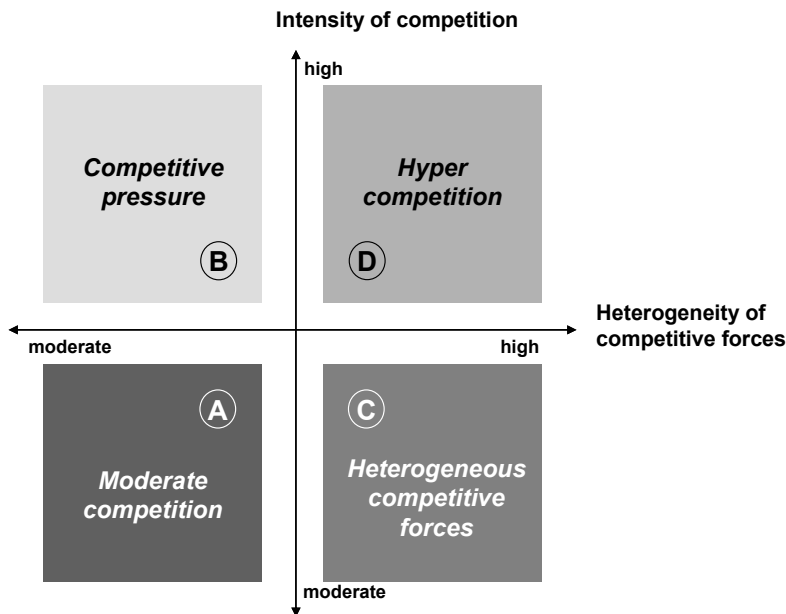 Intensity of competition
high
Competitive
pressure
B
Hyper
competition
D
Heterogeneity of
competitive forces
moderate
high
A
Moderate
competition
C
Heterogeneous
competitive
forces
moderate